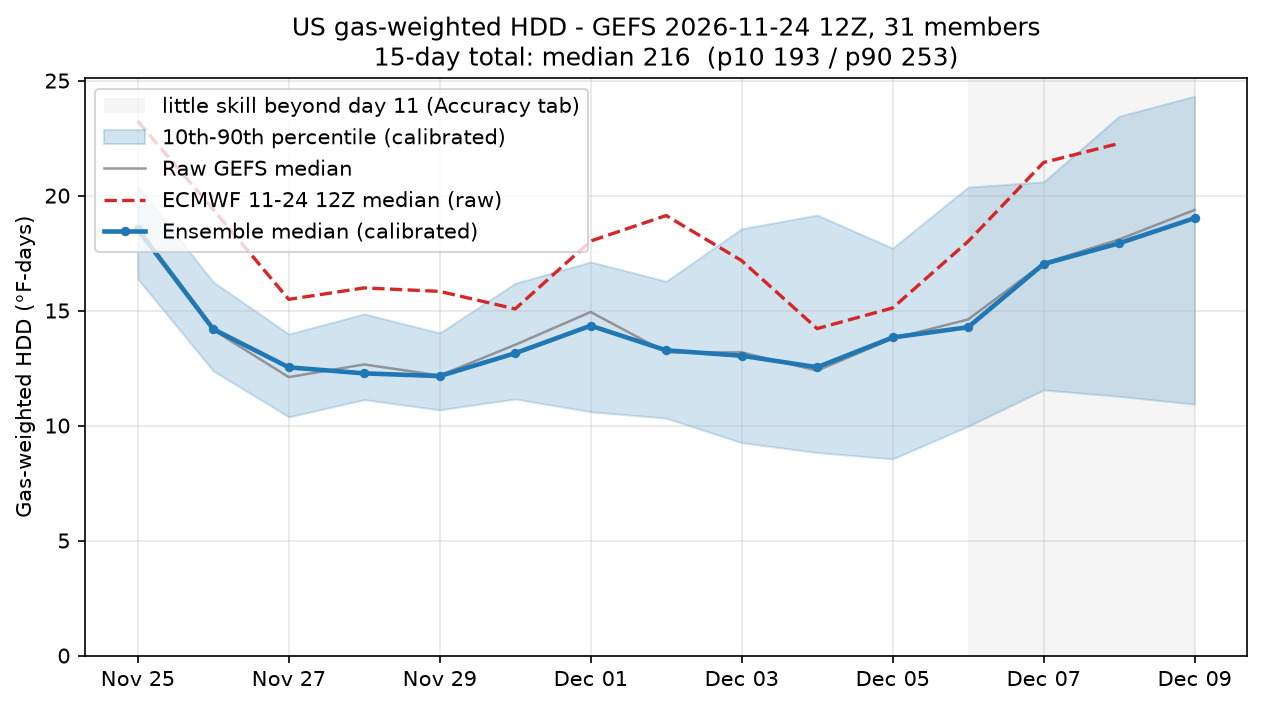 US gas-weighted HDD - GEFS 2026-11-24 12Z, 31 members
15-day total: median 216  (p10 193 / p90 253)
little skill beyond day 11 (Accuracy tab)
10th-90th percentile (calibrated)
Raw GEFS median
ECMWF 11-24 12Z median (raw)
Ensemble median (calibrated)
Gas-weighted HDD (°F-days)
25
20
15
10
5
0
Nov 25
Nov 27
Nov 29
Dec 01
Dec 03
Dec 05
Dec 07
Dec 09